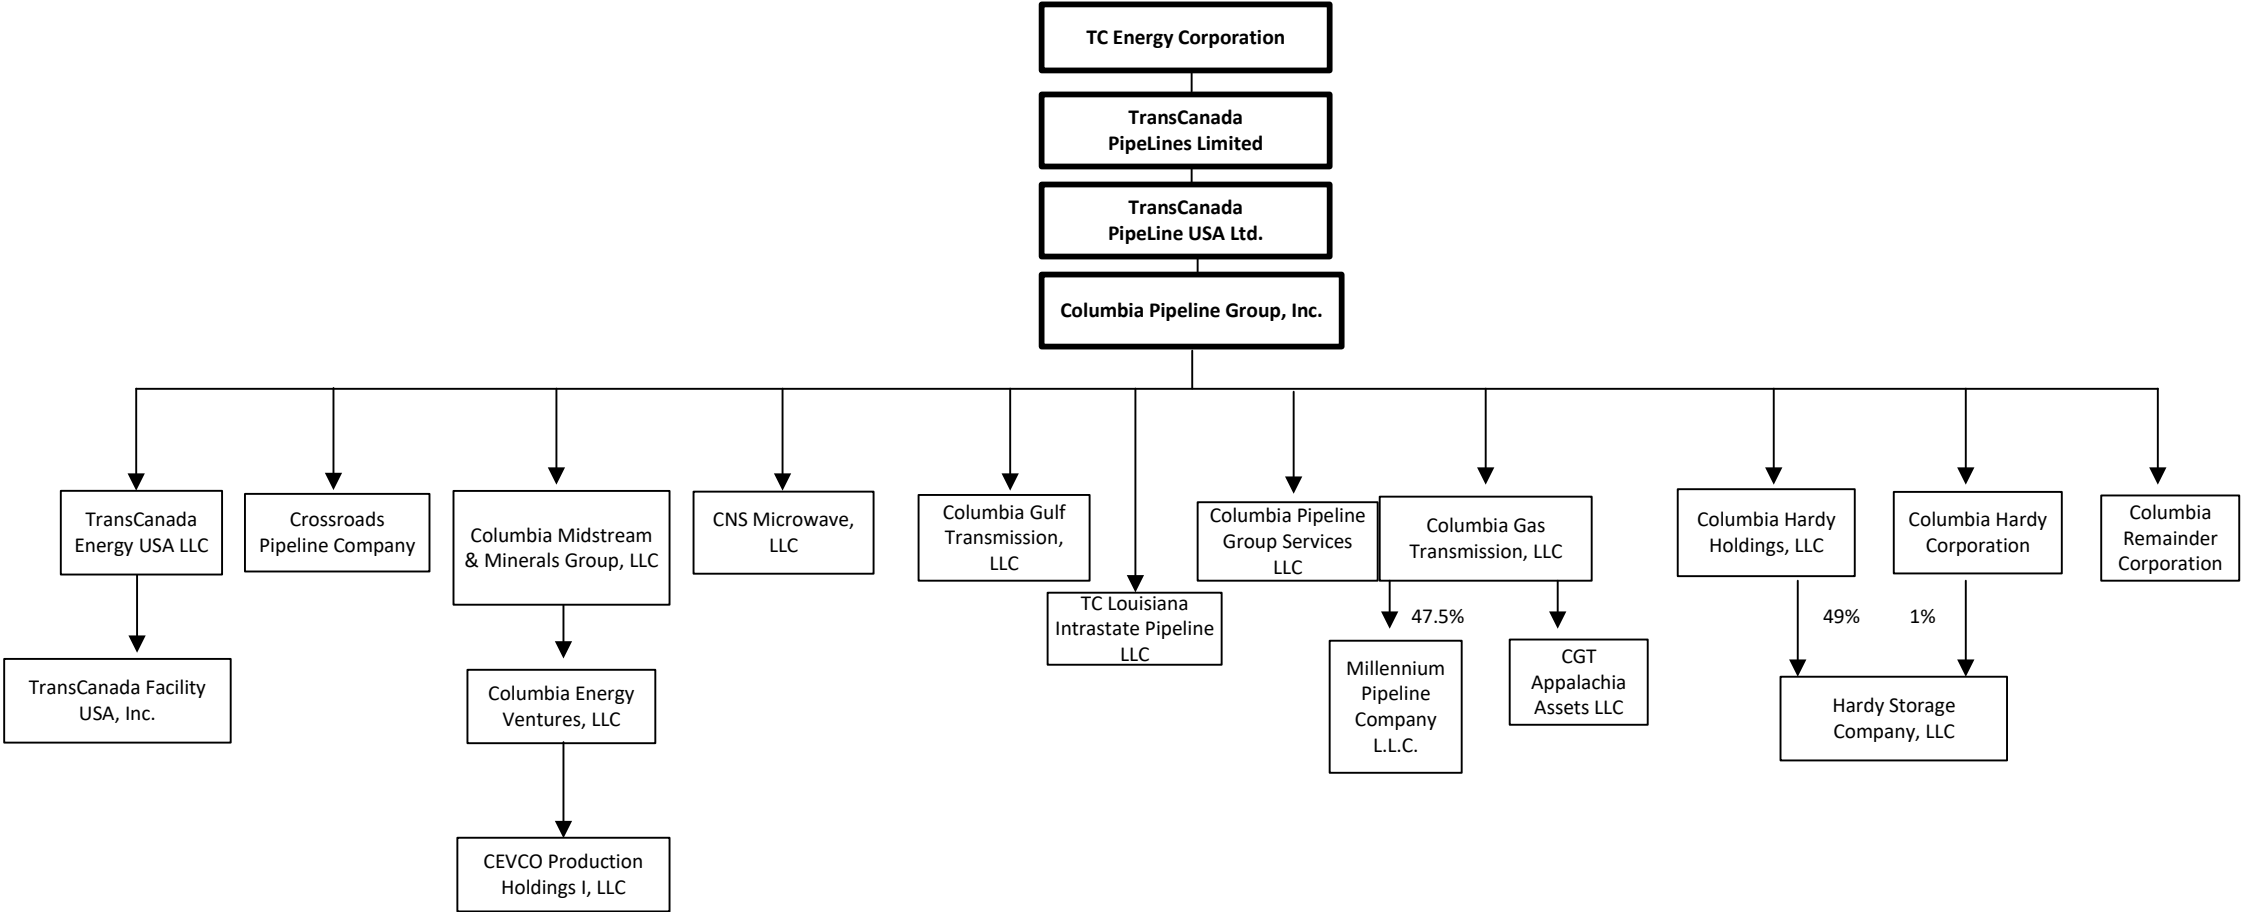 TC Energy Corporation
TransCanada
PipeLines Limited
TransCanada
PipeLine USA Ltd.
Columbia Pipeline Group, Inc.
TransCanada
Energy USA LLC
Crossroads
Pipeline Company
Columbia Midstream
& Minerals Group, LLC
CNS Microwave,
LLC
Columbia Gulf
Transmission,
LLC
TC Louisiana
Intrastate Pipeline
LLC
Columbia Pipeline
Group Services
LLC
Columbia Gas
Transmission, LLC
Columbia Hardy
Holdings, LLC
Columbia Hardy
Corporation
Columbia
Remainder
Corporation
47.5%
49%
1%
TransCanada Facility
USA, Inc.
Columbia Energy
Ventures, LLC
Millennium
Pipeline
Company
L.L.C.
CGT
Appalachia
Assets LLC
Hardy Storage
Company, LLC
CEVCO Production
Holdings I, LLC